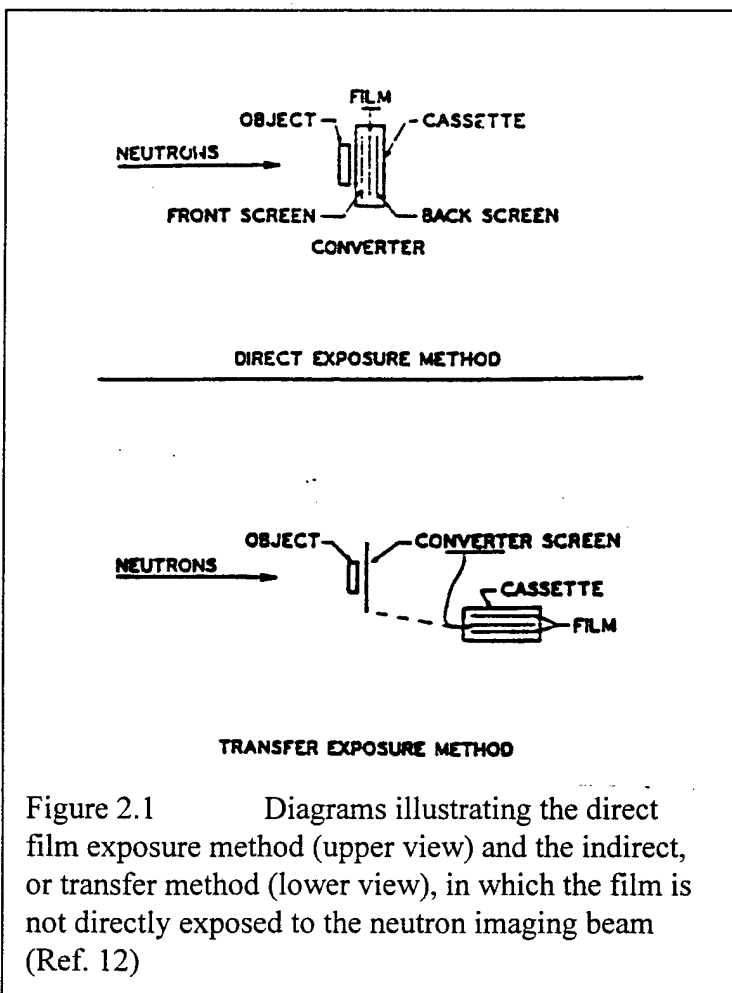 FILM
OBJECT
CASSETTE
NEUTRONS
FRONT SCREEN
BACK SCREEN
CONVERTER
DIRECT EXPOSURE METHOD
OBJECT
CONVERTER SCREEN
NEUTRONS
CASSETTE
FILM
TRANSFER EXPOSURE METHOD
Figure 2.1 Diagrams illustrating the direct
film exposure method (upper view) and the indirect,
or transfer method (lower view), in which the film is
not directly exposed to the neutron imaging beam
(Ref. 12)